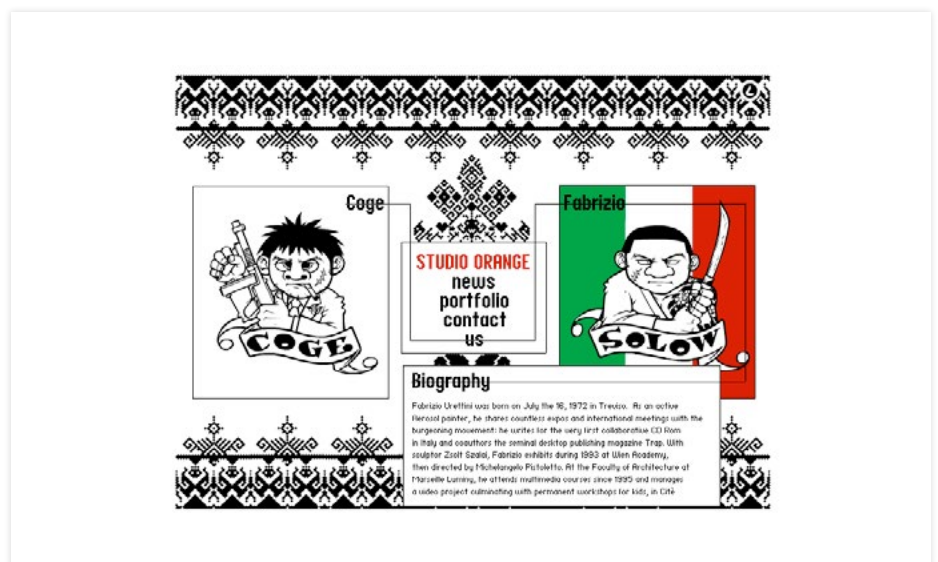 Coge
Fabrizio
COGE
STUDIO ORANGE
news
portfolio
contact
us
SOLOW
Biography
Fabrizio Urettini was born on July the 16, 1972 in Treviso. As an active
Aerosol painter, he shares countless expos and international meetings with the
burgeoning movement: he writes for the very first collaborative CD Rom
in Italy and coauthors the seminal desktop publishing magazine Trap. With
sculptor Zsolt Szalai, Fabrizio exhibits during 1993 at Wien Academy,
then directed by Michelangelo Pistoletto. At the Faculty of Architecture at
Marseille Luminy, he attends multimedia courses since 1995 and manages
a video project culminating with permanent workshops for kids, in Citè